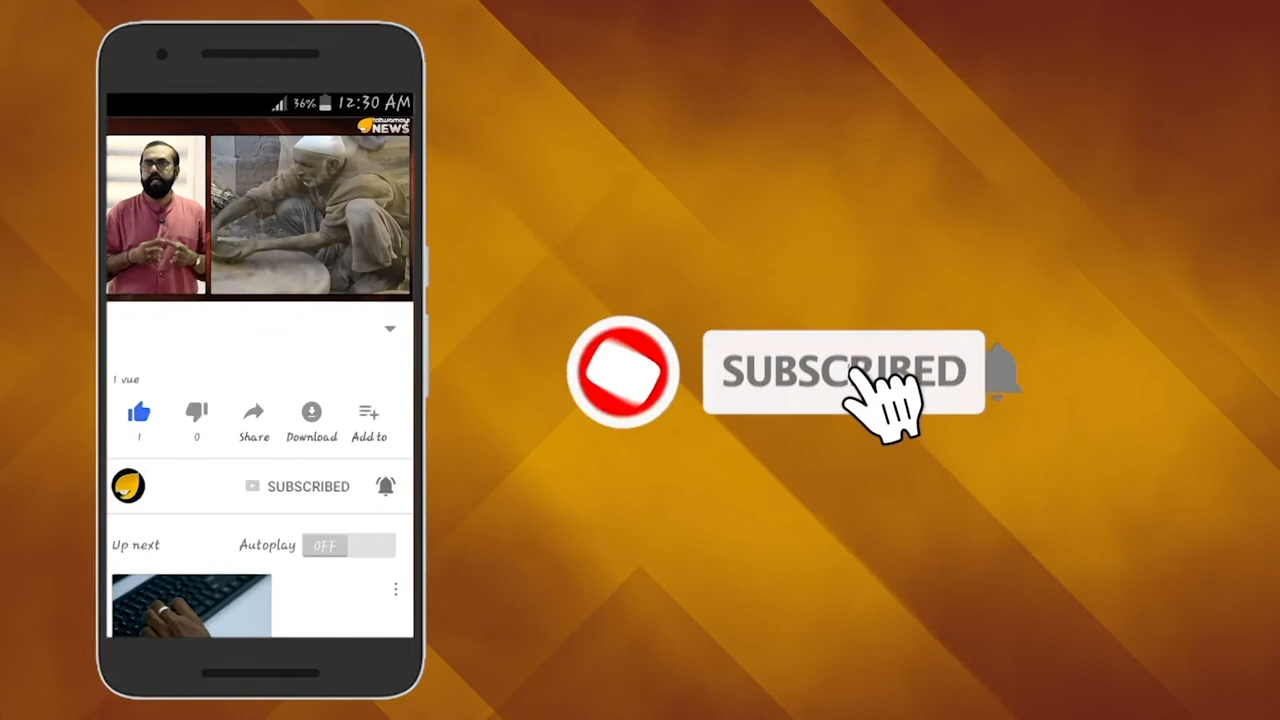 36% 12:30 AM
tatwamayi
NEWS
1 vue
1 0 Share Download Add to
SUBSCRIBED
Up next Autoplay OFF
SUBSCRIBED